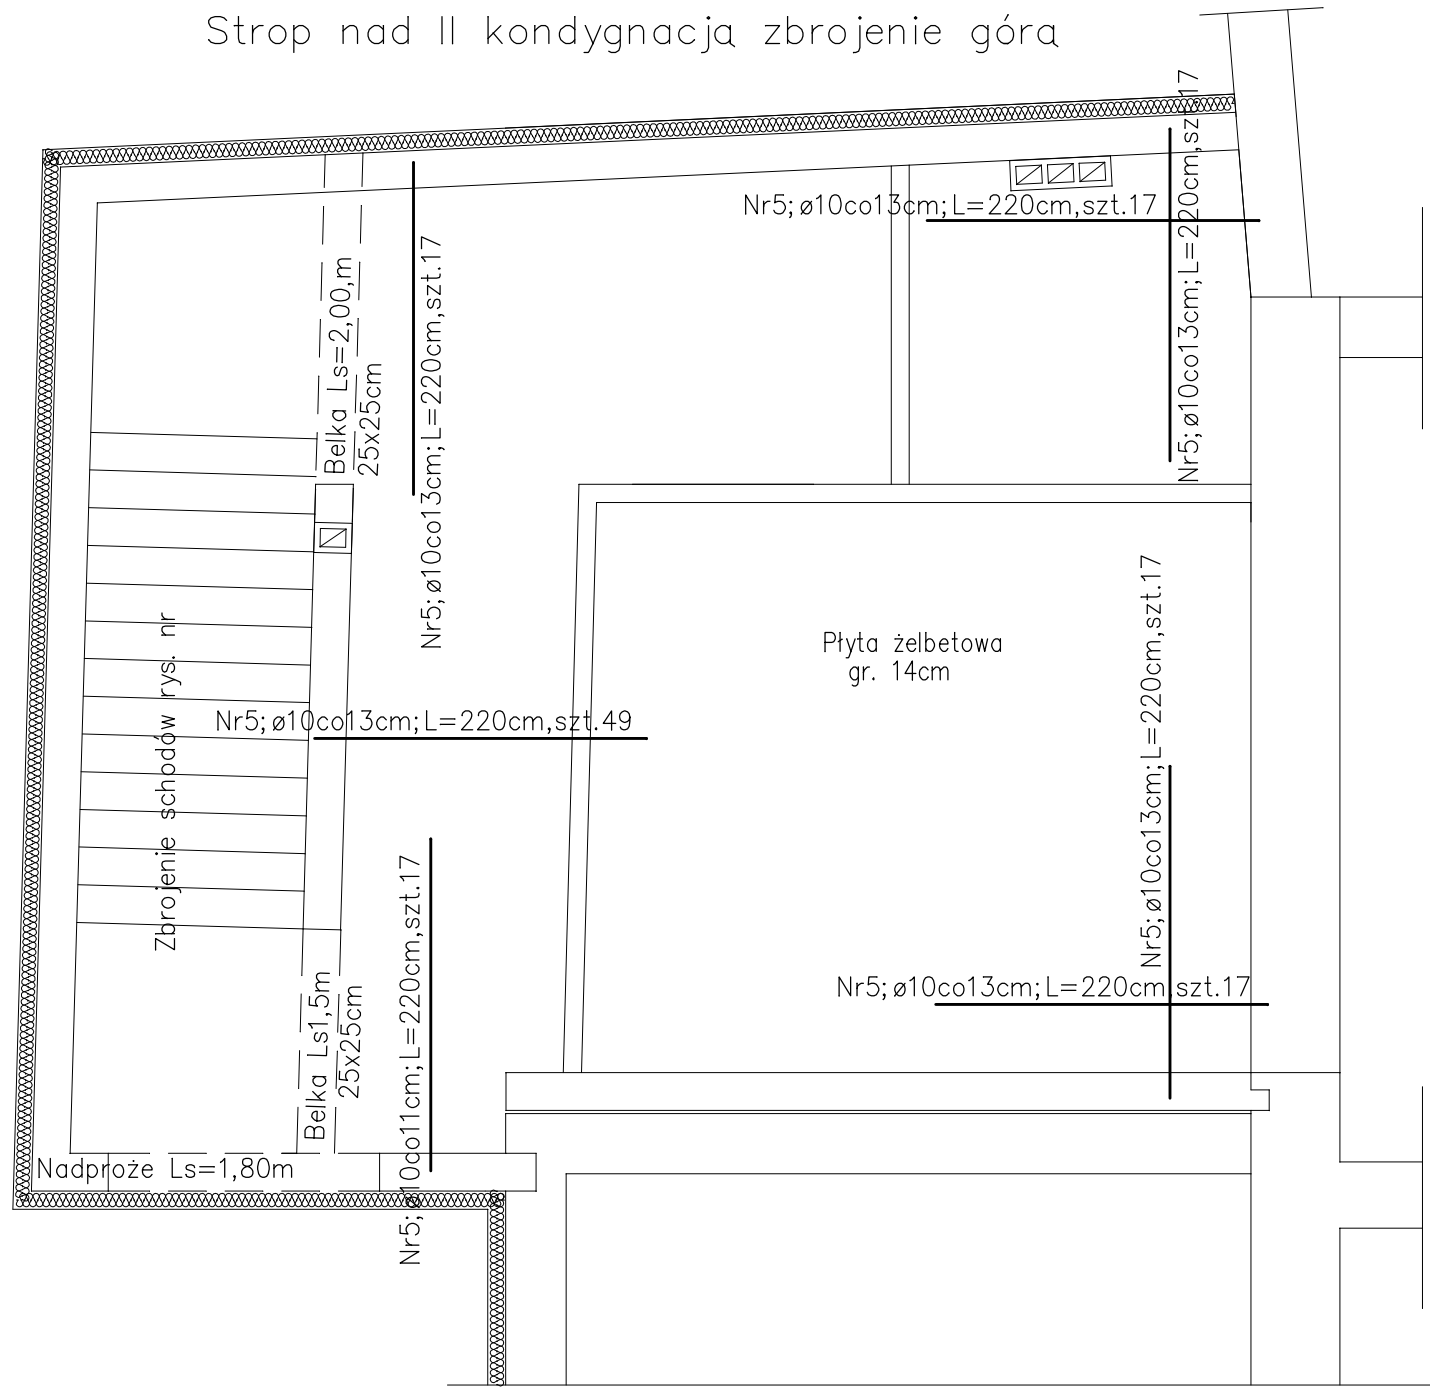 Strop nad II kondygnacją zbrojenie góra
Nr5; ø10co13cm; L=220cm,szt.17
Nr5; ø10co13cm; L=220cm,szt.17
Nr5; ø10co13cm; L=220cm,szt.17
Belka Ls=2,00,m
25x25cm
Płyta żelbetowa
gr. 14cm
Zbrojenie schodów rys. nr
Nr5; ø10co13cm; L=220cm,szt.49
Nr5; ø10co13cm; L=220cm,szt.17
Nr5; ø10co13cm; L=220cm,szt.17
Nr5; ø10co11cm; L=220cm,szt.17
Belka Ls1,5m
25x25cm
Nadproże Ls=1,80m